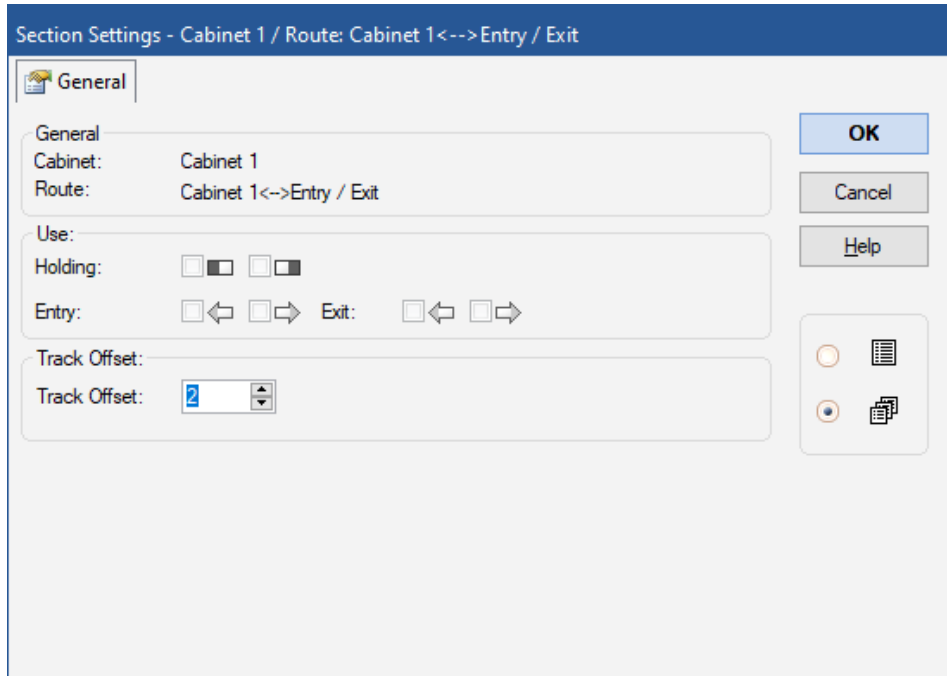 Section Settings - Cabinet 1 / Route: Cabinet 1<-->Entry / Exit
General
General
Cabinet: Cabinet 1
Route: Cabinet 1<-->Entry / Exit
Use:
Holding:
Entry: Exit:
Track Offset:
Track Offset: 2
OK
Cancel
Help